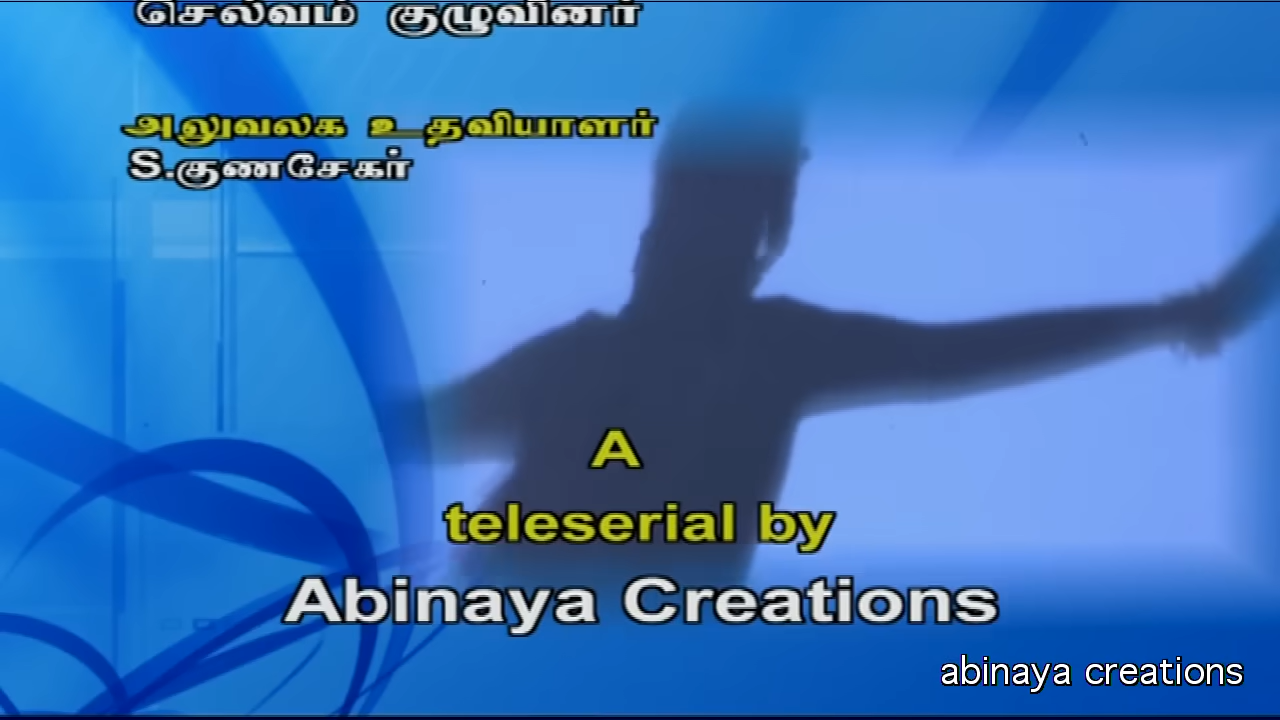 செல்வம் குழுவினர்
அலுவலக உதவியாளர்
S.குணசேகர்
A
teleserial by
Abinaya Creations
abinaya creations